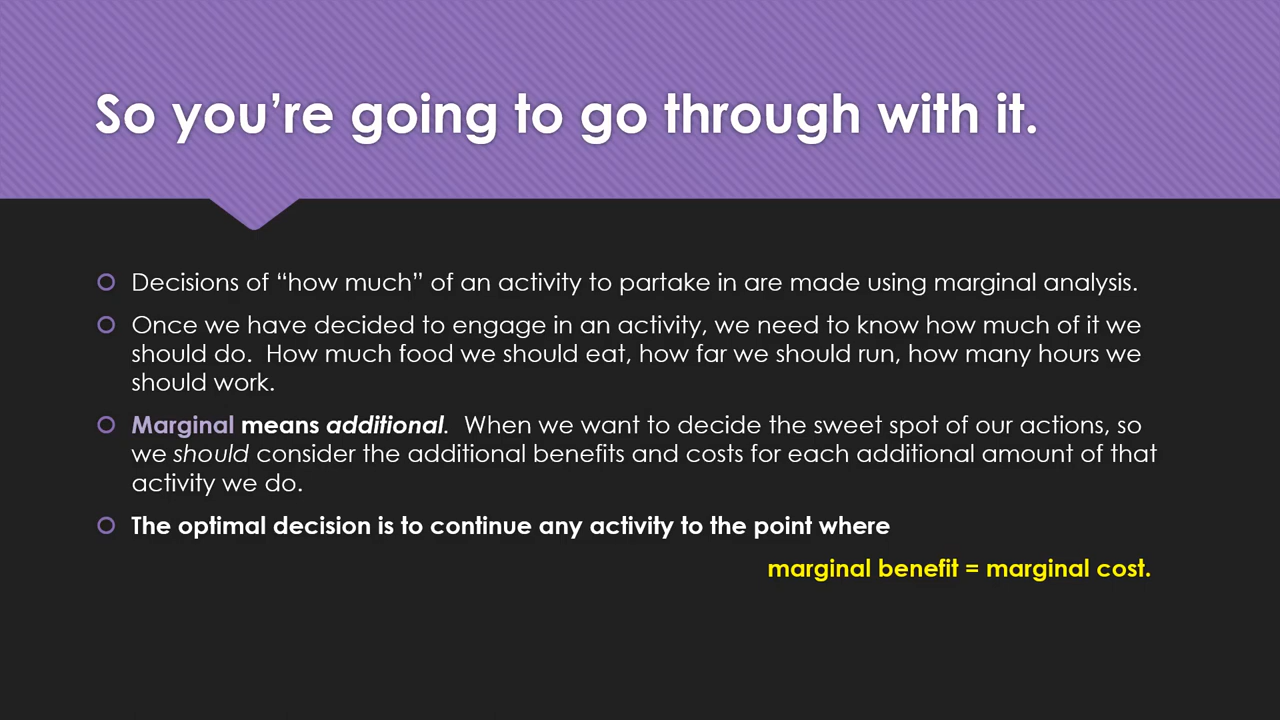 So you’re going to go through with it.
Decisions of “how much” of an activity to partake in are made using marginal analysis.
Once we have decided to engage in an activity, we need to know how much of it we
should do.  How much food we should eat, how far we should run, how many hours we
should work.
Marginal means additional.  When we want to decide the sweet spot of our actions, so
we should consider the additional benefits and costs for each additional amount of that
activity we do.
The optimal decision is to continue any activity to the point where
marginal benefit = marginal cost.